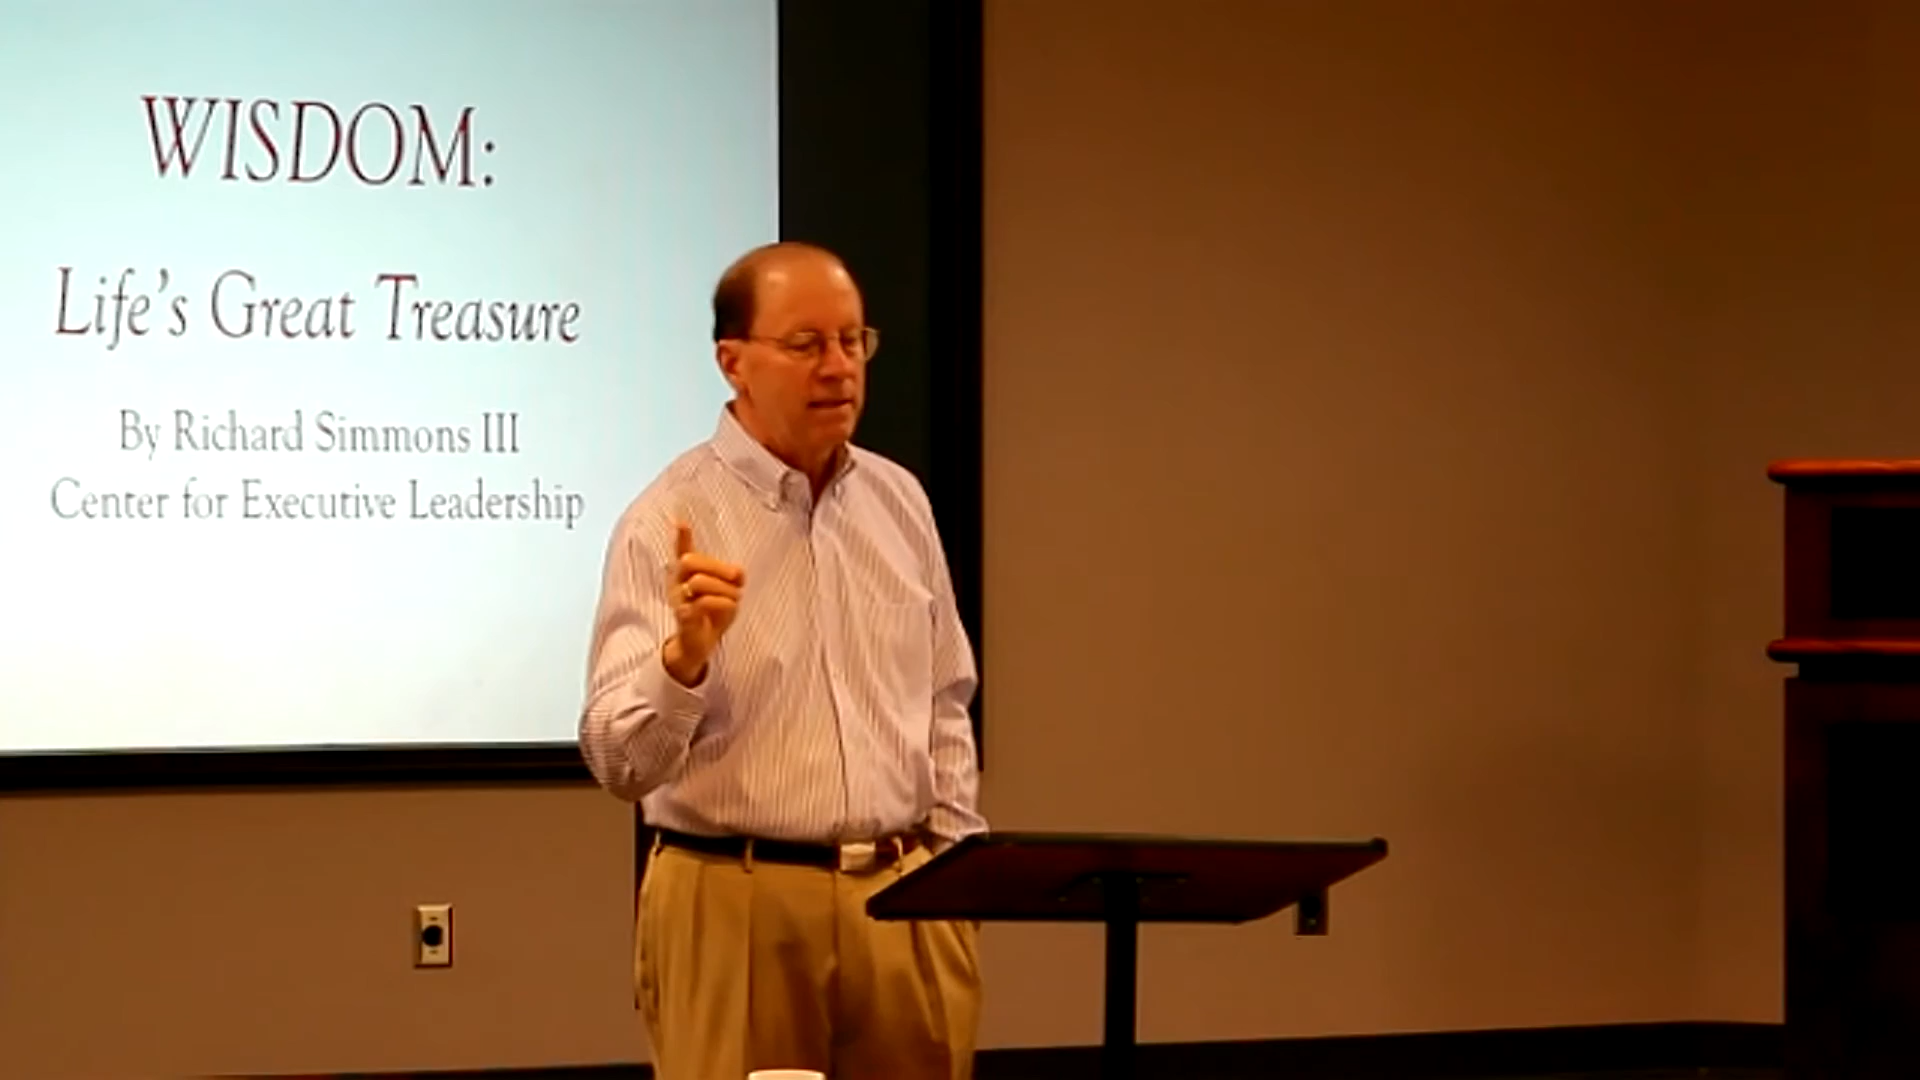 WISDOM:
Life's Great Treasure
By Richard Simmons III
Center for Executive Leadership